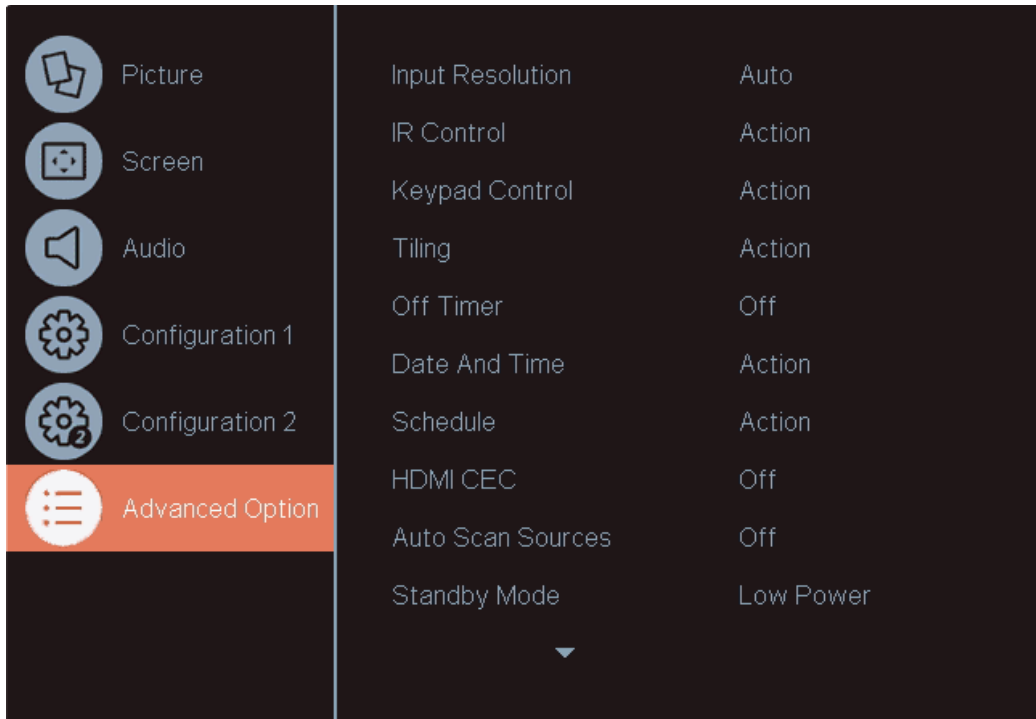 Picture
Screen
Audio
Configuration 1
Configuration 2
2
Advanced Option
Input Resolution Auto
IR Control Action
Keypad Control Action
Tiling Action
Off Timer Off
Date And Time Action
Schedule Action
HDMI CEC Off
Auto Scan Sources Off
Standby Mode Low Power